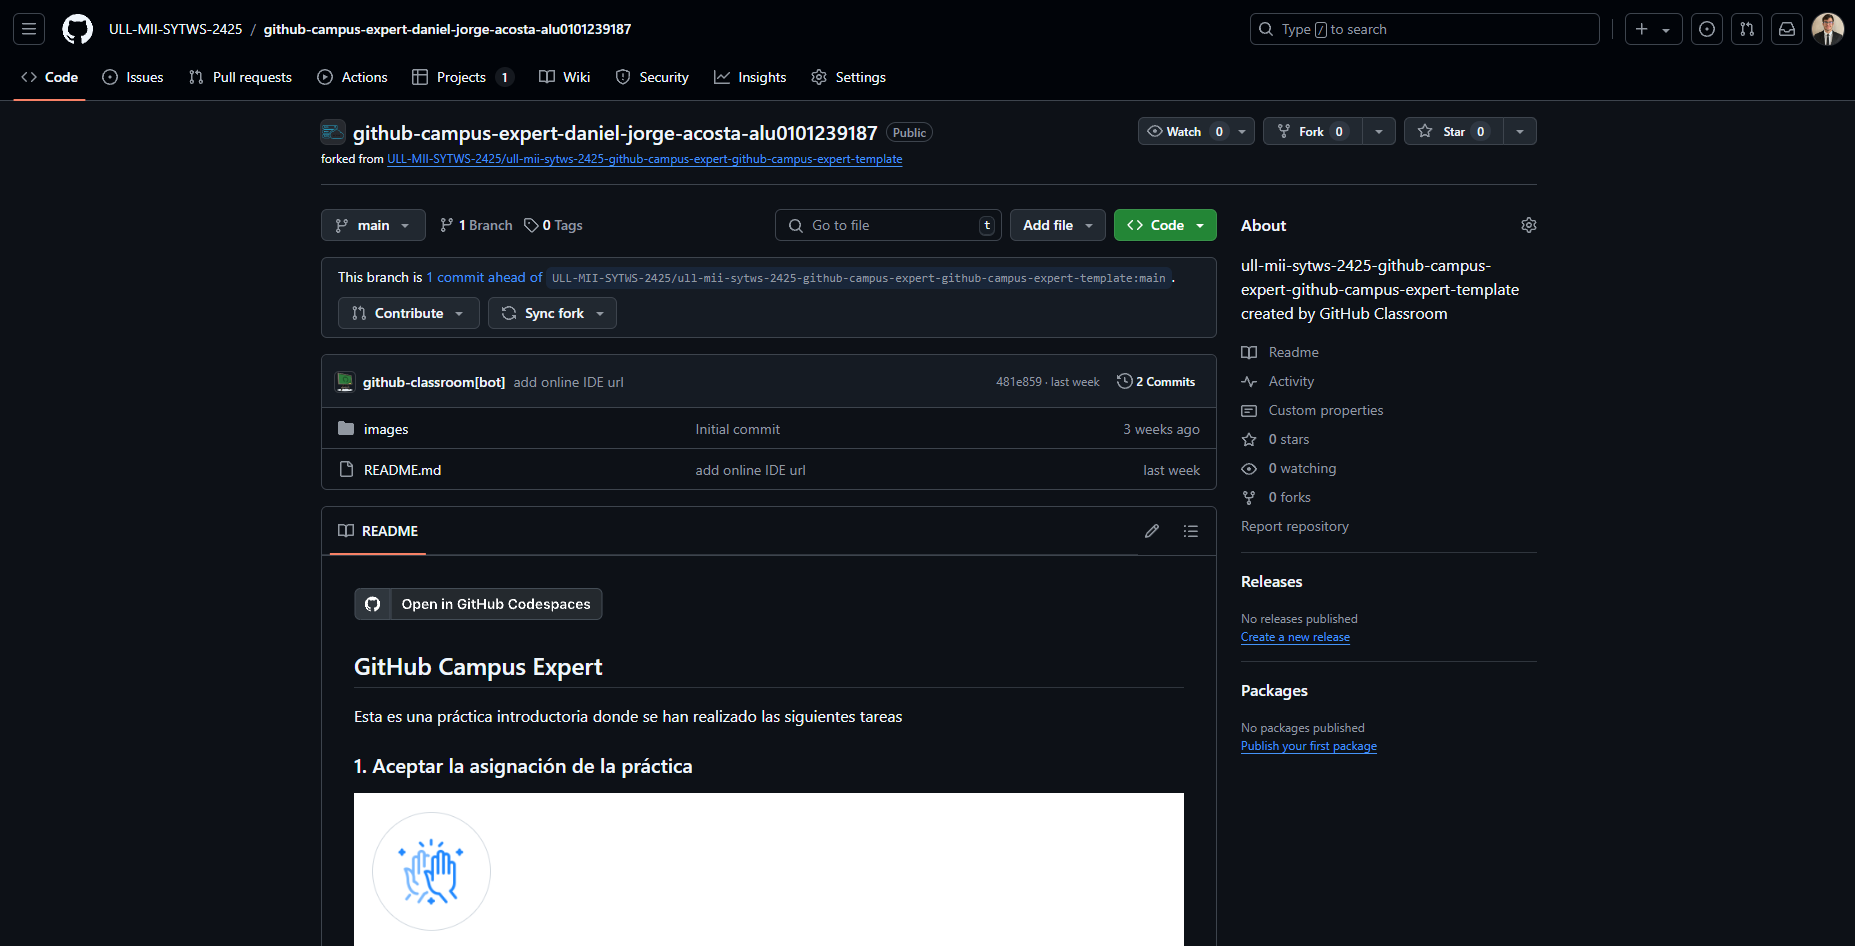 ULL-MII-SYTWS-2425 / github-campus-expert-daniel-jorge-acosta-alu0101239187
Type / to search
Code
Issues
Pull requests
Actions
Projects 1
Wiki
Security
Insights
Settings
github-campus-expert-daniel-jorge-acosta-alu0101239187 Public
Watch 0
Fork 0
Star 0
forked from ULL-MII-SYTWS-2425/ull-mii-sytws-2425-github-campus-expert-github-campus-expert-template
main
1 Branch
0 Tags
Go to file t
Add file
Code
This branch is 1 commit ahead of ULL-MII-SYTWS-2425/ull-mii-sytws-2425-github-campus-expert-github-campus-expert-template:main .
Contribute
Sync fork
github-classroom[bot] add online IDE url 481e859 · last week 2 Commits
images Initial commit 3 weeks ago
README.md add online IDE url last week
README
Open in GitHub Codespaces
GitHub Campus Expert
Esta es una práctica introductoria donde se han realizado las siguientes tareas
1. Aceptar la asignación de la práctica
About
ull-mii-sytws-2425-github-campus-
expert-github-campus-expert-template
created by GitHub Classroom
Readme
Activity
Custom properties
0 stars
0 watching
0 forks
Report repository
Releases
No releases published
Create a new release
Packages
No packages published
Publish your first package